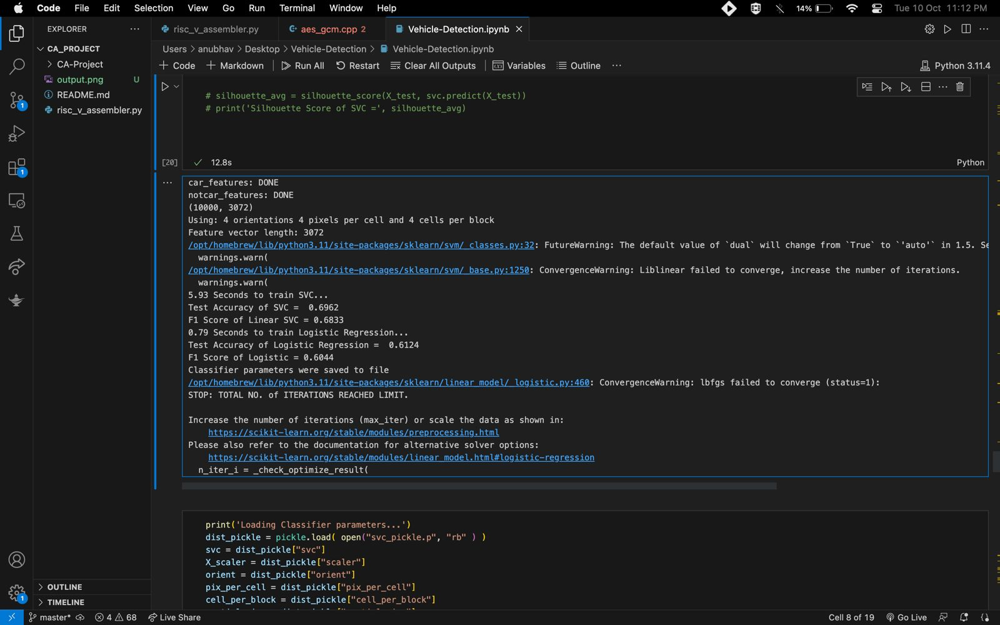 Code File Edit Selection View Go Run Terminal Window Help 14% Tue 10 Oct 11:12 PM
EXPLORER
CA_PROJECT
CA-Project
output.png U
README.md
risc_v_assembler.py
OUTLINE
TIMELINE
1
1
1
risc_v_assembler.py aes_gcm.cpp 2 Vehicle-Detection.ipynb
Users > anubhav > Desktop > Vehicle-Detection > Vehicle-Detection.ipynb
Code Markdown Run All Restart Clear All Outputs Variables Outline Python 3.11.4
# silhouette_avg = silhouette_score(X_test, svc.predict(X_test))
# print('Silhouette Score of SVC =', silhouette_avg)
[20] 12.8s Python
car_features: DONE
notcar_features: DONE
(10000, 3072)
Using: 4 orientations 4 pixels per cell and 4 cells per block
Feature vector length: 3072
/opt/homebrew/lib/python3.11/site-packages/sklearn/svm/_classes.py:32: FutureWarning: The default value of `dual` will change from `True` to `'auto'` in 1.5. Se
warnings.warn(
/opt/homebrew/lib/python3.11/site-packages/sklearn/svm/_base.py:1250: ConvergenceWarning: Liblinear failed to converge, increase the number of iterations.
warnings.warn(
5.93 Seconds to train SVC...
Test Accuracy of SVC =  0.6962
F1 Score of Linear SVC = 0.6833
0.79 Seconds to train Logistic Regression...
Test Accuracy of Logistic Regression =  0.6124
F1 Score of Logistic = 0.6044
Classifier parameters were saved to file
/opt/homebrew/lib/python3.11/site-packages/sklearn/linear_model/_logistic.py:460: ConvergenceWarning: lbfgs failed to converge (status=1):
STOP: TOTAL NO. of ITERATIONS REACHED LIMIT.
Increase the number of iterations (max_iter) or scale the data as shown in:
https://scikit-learn.org/stable/modules/preprocessing.html
Please also refer to the documentation for alternative solver options:
https://scikit-learn.org/stable/modules/linear_model.html#logistic-regression
n_iter_i = _check_optimize_result(
print('Loading Classifier parameters...')
dist_pickle = pickle.load( open("svc_pickle.p", "rb" ) )
svc = dist_pickle["svc"]
X_scaler = dist_pickle["scaler"]
orient = dist_pickle["orient"]
pix_per_cell = dist_pickle["pix_per_cell"]
cell_per_block = dist_pickle["cell_per_block"]
master* 4 68 Live Share Cell 8 of 19 Go Live